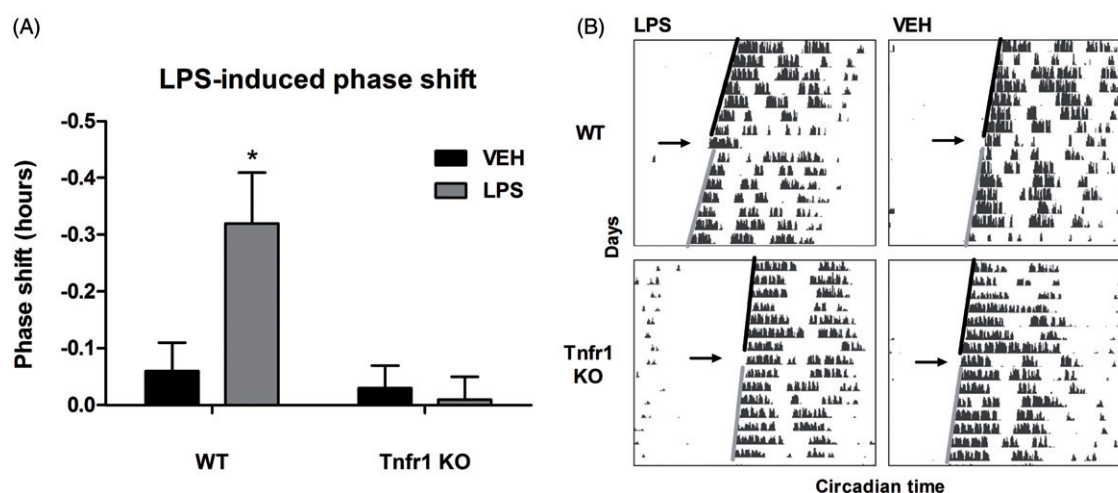 (A)
LPS-induced phase shift
Phase shift (hours)
-0.5
-0.4
-0.3
-0.2
-0.1
0.0
*
VEH
LPS
WT
Tnfr1 KO
(B)
LPS
VEH
WT
Days
Tnfr1
KO
Circadian time